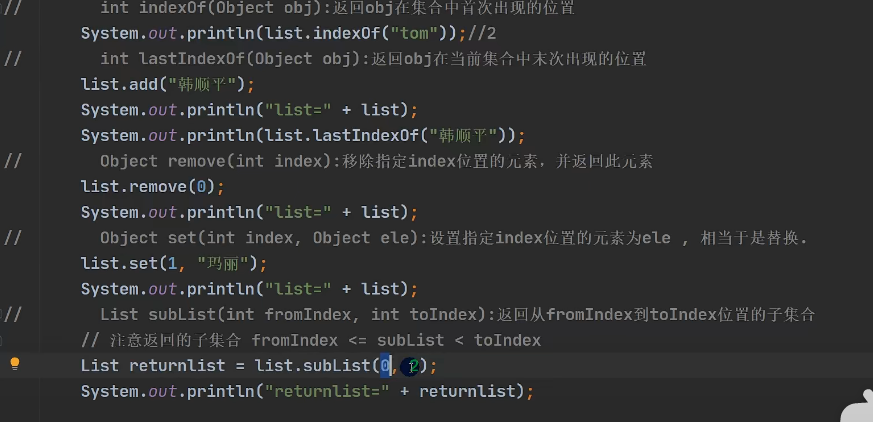 //      int indexOf(Object obj):返回obj在集合中首次出现的位置
System.out.println(list.indexOf("tom"));//2
//      int lastIndexOf(Object obj):返回obj在当前集合中末次出现的位置
list.add("韩顺平");
System.out.println("list=" + list);
System.out.println(list.lastIndexOf("韩顺平"));
//      Object remove(int index):移除指定index位置的元素，并返回此元素
list.remove(0);
System.out.println("list=" + list);
//      Object set(int index, Object ele):设置指定index位置的元素为ele , 相当于是替换.
list.set(1, "玛丽");
System.out.println("list=" + list);
//      List subList(int fromIndex, int toIndex):返回从fromIndex到toIndex位置的子集合
// 注意返回的子集合 fromIndex <= subList < toIndex
List returnlist = list.subList(0, 2);
System.out.println("returnlist=" + returnlist);